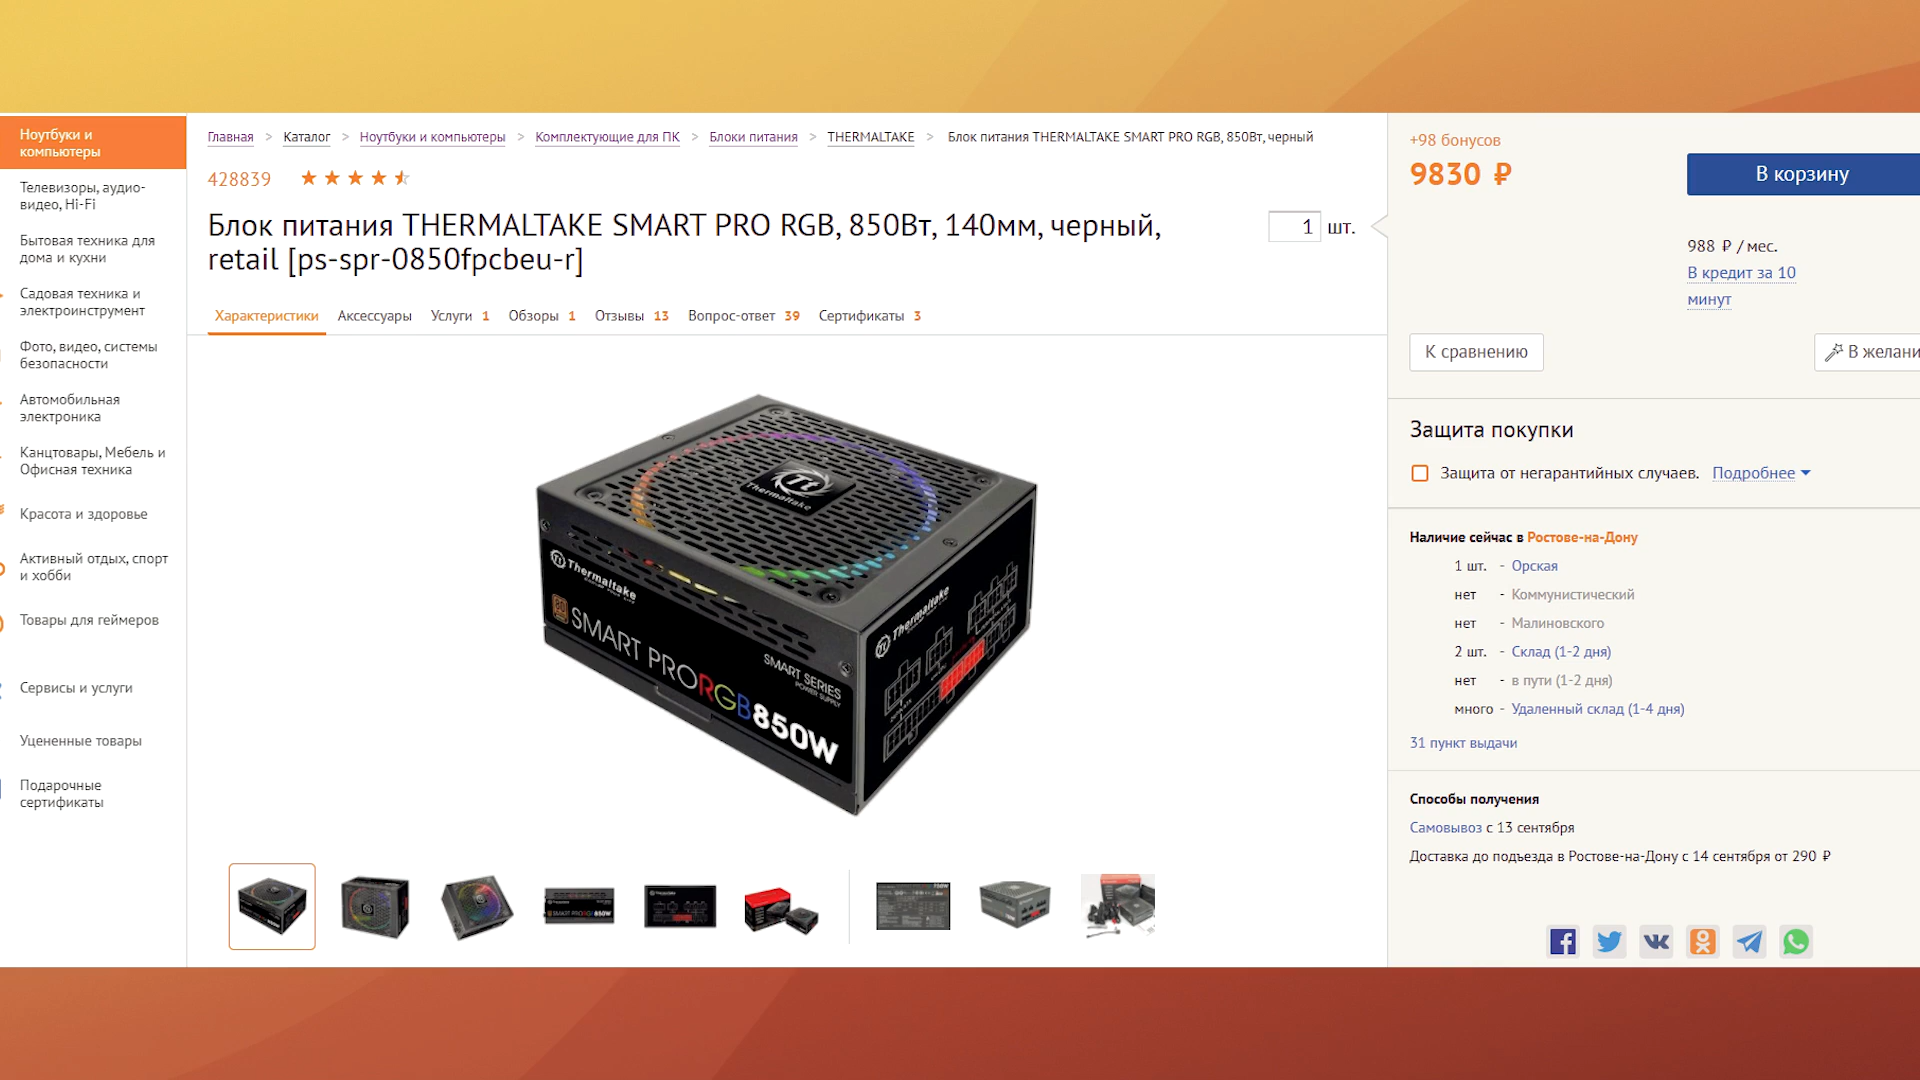 Ноутбуки и
компьютеры
Телевизоры, аудио-
видео, Hi-Fi
Бытовая техника для
дома и кухни
Садовая техника и
электроинструмент
Фото, видео, системы
безопасности
Автомобильная
электроника
Канцтовары, Мебель и
Офисная техника
Красота и здоровье
Активный отдых, спорт
и хобби
Товары для геймеров
Сервисы и услуги
Уцененные товары
Подарочные
сертификаты
Главная > Каталог > Ноутбуки и компьютеры > Комплектующие для ПК > Блоки питания > THERMALTAKE > Блок питания THERMALTAKE SMART PRO RGB, 850Вт, черный
428839
Блок питания THERMALTAKE SMART PRO RGB, 850Вт, 140мм, черный,
retail [ps-spr-0850fpcbeu-r]
1 шт.
Характеристики Аксессуары Услуги 1 Обзоры 1 Отзывы 13 Вопрос-ответ 39 Сертификаты 3
Tt
Thermaltake
Thermaltake
80
SMART PRO RGB 850W
SMART SERIES
POWER SUPPLY
Thermaltake
+98 бонусов
9830 ₽
В корзину
988 ₽ / мес.
В кредит за 10
минут
К сравнению
В желани
Защита покупки
Защита от негарантийных случаев. Подробнее
Наличие сейчас в Ростове-на-Дону
1 шт. - Орская
нет - Коммунистический
нет - Малиновского
2 шт. - Склад (1-2 дня)
нет - в пути (1-2 дня)
много - Удаленный склад (1-4 дня)
31 пункт выдачи
Способы получения
Самовывоз с 13 сентября
Доставка до подъезда в Ростове-на-Дону с 14 сентября от 290 ₽